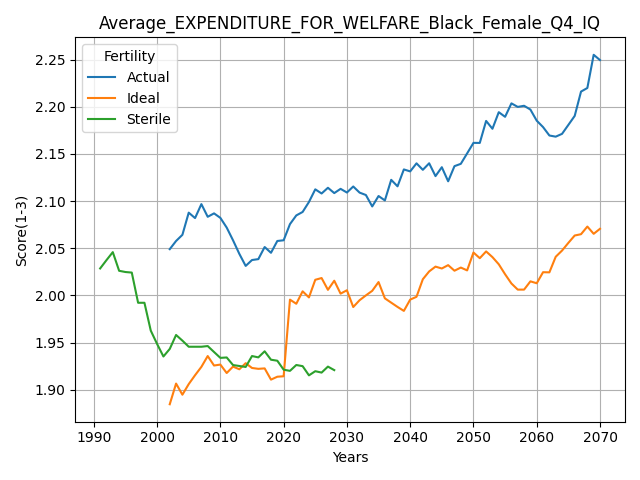 Average_EXPENDITURE_FOR_WELFARE_Black_Female_Q4_IQ
Fertility
Actual
Ideal
Sterile
Score(1-3)
2.25
2.20
2.15
2.10
2.05
2.00
1.95
1.90
1990 2000 2010 2020 2030 2040 2050 2060 2070
Years